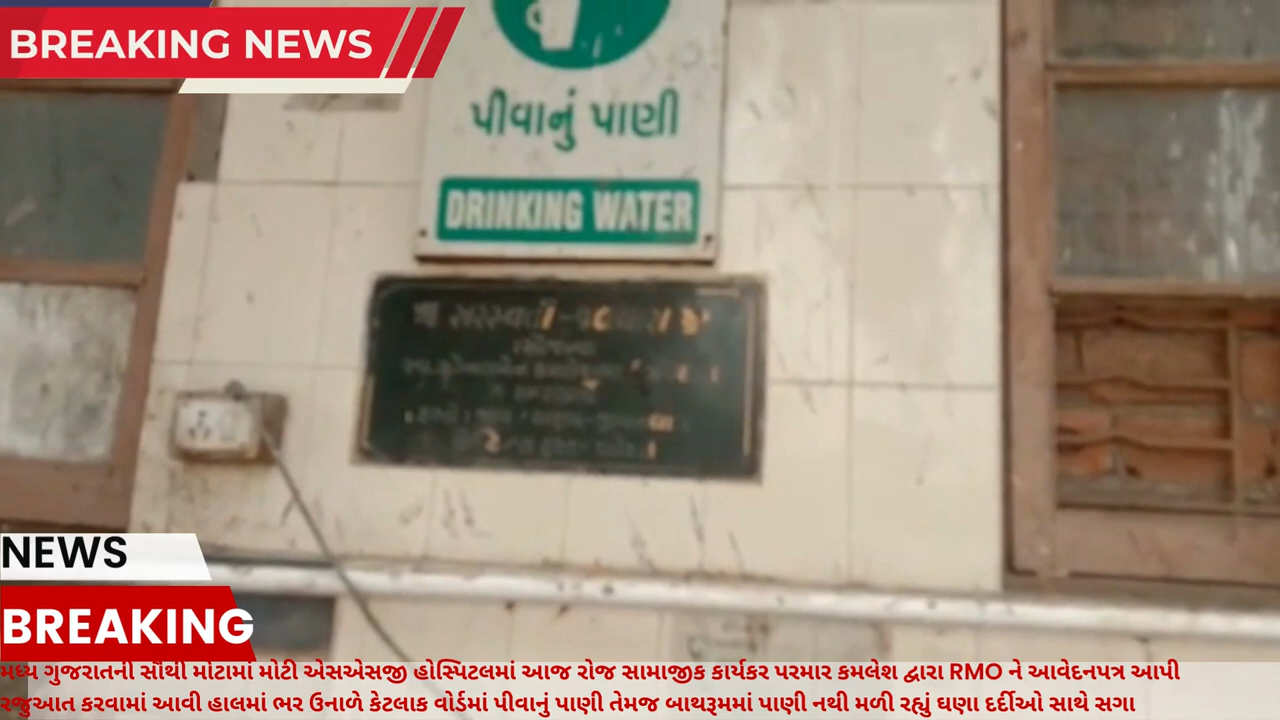 BREAKING NEWS
પીવાનું પાણી
DRINKING WATER
NEWS
BREAKING
મધ્ય ગુજરાતની સૌથી મોટામાં મોટી એસએસજી હોસ્પિટલમાં આજ રોજ સામાજીક કાર્યકર પરમાર કમલેશ દ્વારા RMO ને આવેદનપત્ર આપી
રજુઆત કરવામાં આવી હાલમાં ભર ઉનાળે કેટલાક વોર્ડમાં પીવાનું પાણી તેમજ બાથરૂમમાં પાણી નથી મળી રહ્યું ઘણા દર્દીઓ સાથે સગા